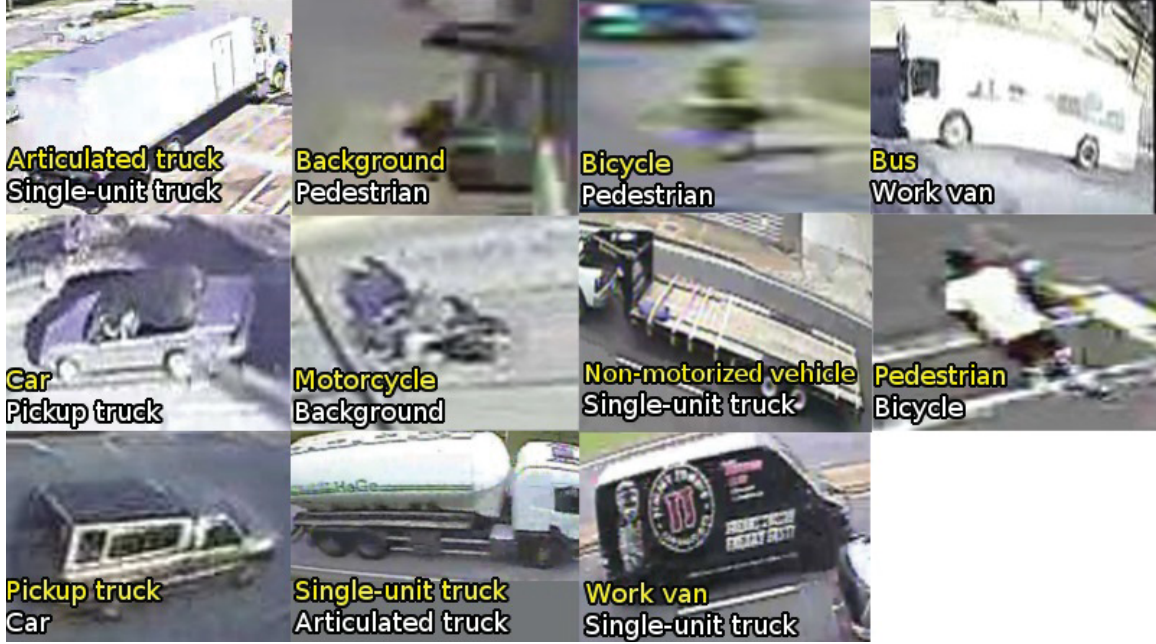 Articulated truck
Single-unit truck
Background
Pedestrian
Bicycle
Pedestrian
Bus
Work van
Car
Pickup truck
Motorcycle
Background
Non-motorized vehicle
Single-unit truck
Pedestrian
Bicycle
Pickup truck
Car
Single-unit truck
Articulated truck
JIMMY JOHN'S
Work van
Single-unit truck